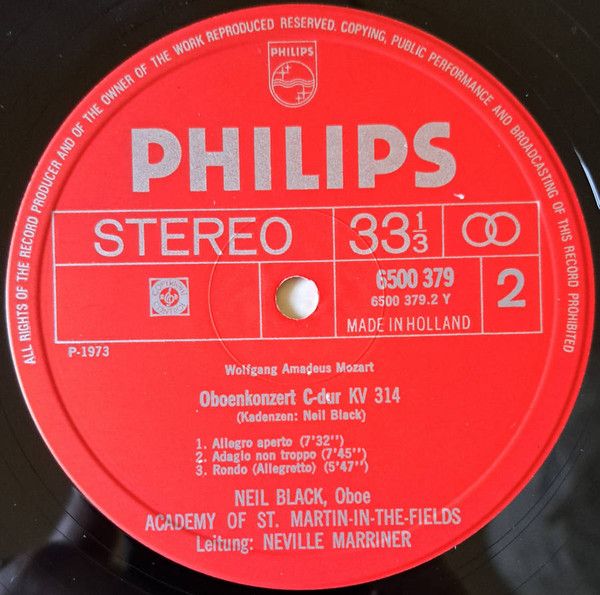 ALL RIGHTS OF THE RECORD PRODUCER AND OF THE OWNER OF THE WORK REPRODUCED RESERVED. COPYING, PUBLIC PERFORMANCE AND BROADCASTING OF THIS RECORD PROHIBITED
PHILIPS
PHILIPS
STEREO
33 1/3
6500 379
6500 379.2 Y
2
MADE IN HOLLAND
P-1973
Wolfgang Amadeus Mozart
Oboenkonzert C-dur KV 314
(Kadenzen: Neil Black)
1. Allegro aperto (7'32'')
2. Adagio non troppo (7'45'')
3. Rondo (Allegretto) (5'47'')
NEIL BLACK, Oboe
ACADEMY OF ST. MARTIN-IN-THE-FIELDS
Leitung: NEVILLE MARRINER